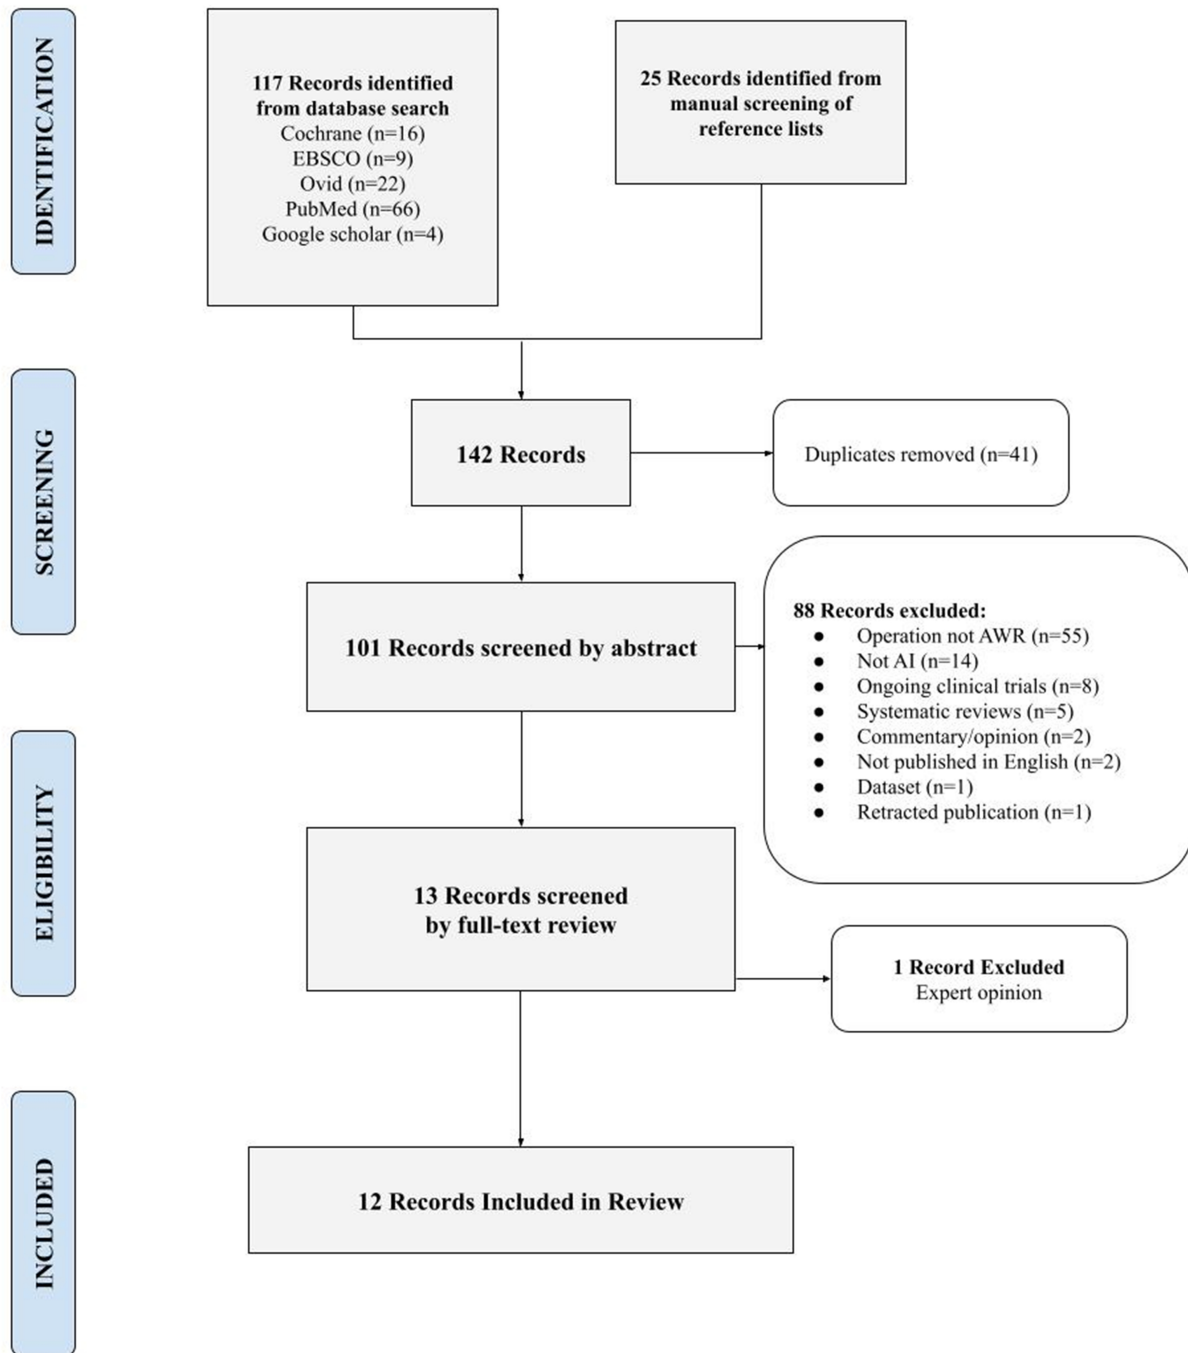 IDENTIFICATION
117 Records identified
from database search
Cochrane (n=16)
EBSCO (n=9)
Ovid (n=22)
PubMed (n=66)
Google scholar (n=4)
25 Records identified from
manual screening of
reference lists
SCREENING
142 Records
Duplicates removed (n=41)
101 Records screened by abstract
88 Records excluded:
● Operation not AWR (n=55)
● Not AI (n=14)
● Ongoing clinical trials (n=8)
● Systematic reviews (n=5)
● Commentary/opinion (n=2)
● Not published in English (n=2)
● Dataset (n=1)
● Retracted publication (n=1)
ELIGIBILITY
13 Records screened
by full-text review
1 Record Excluded
Expert opinion
INCLUDED
12 Records Included in Review